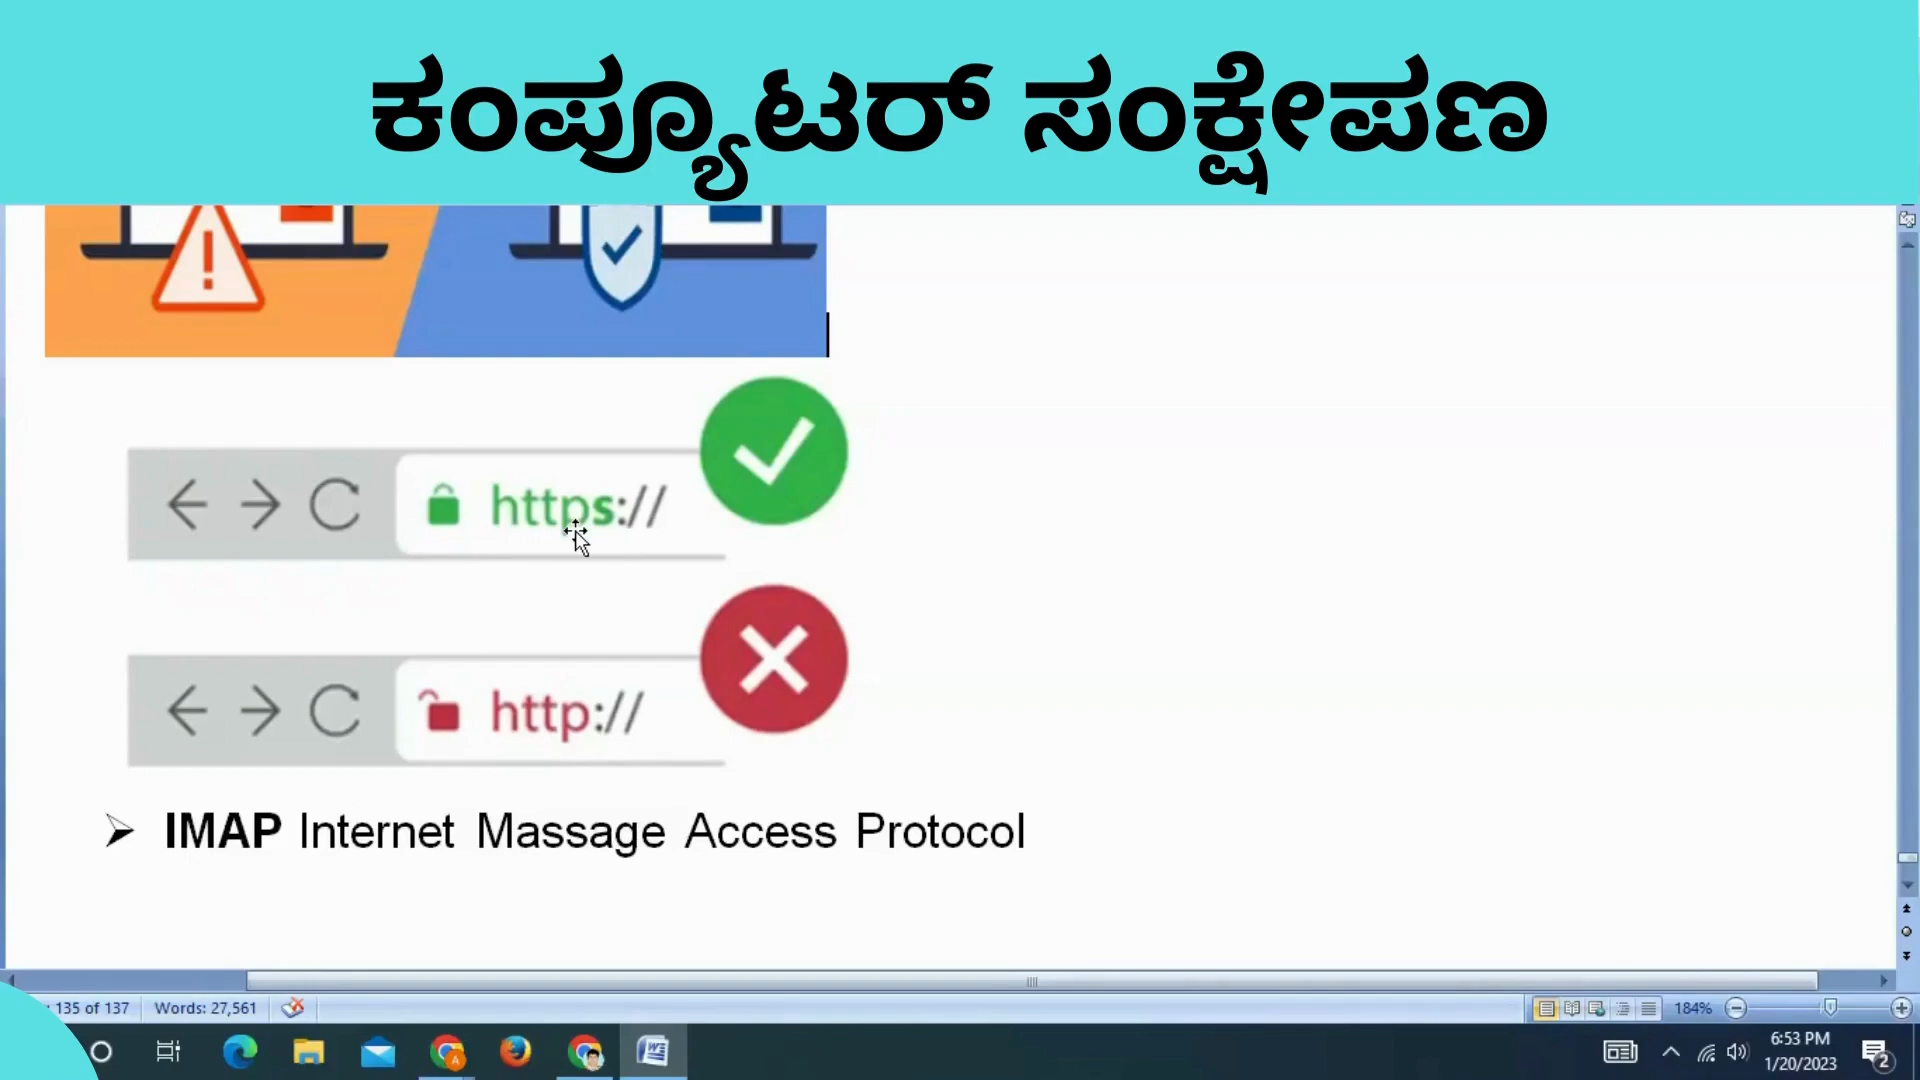 ಕಂಪ್ಯೂಟರ್ ಸಂಕ್ಷೇಪಣ
https://
http://
➢ IMAP Internet Massage Access Protocol
135 of 137 Words: 27,561 184%
6:53 PM
1/20/2023
2